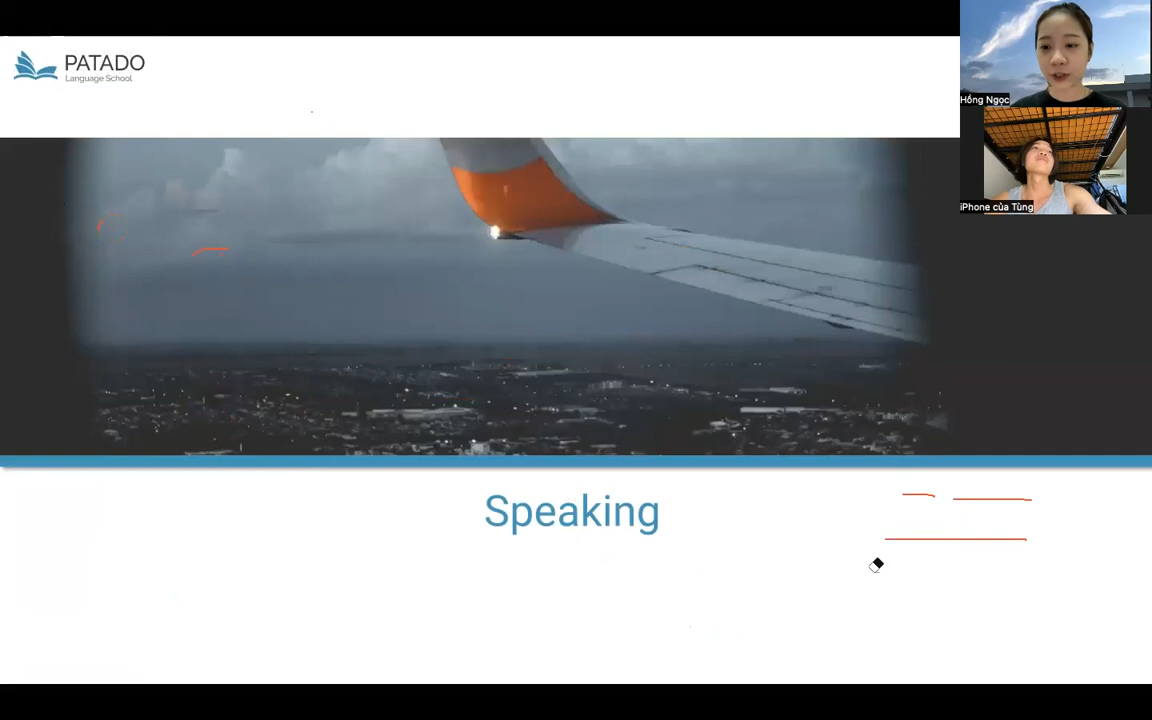 PATADO
Language School
Hồng Ngọc
iPhone của Tùng
Speaking